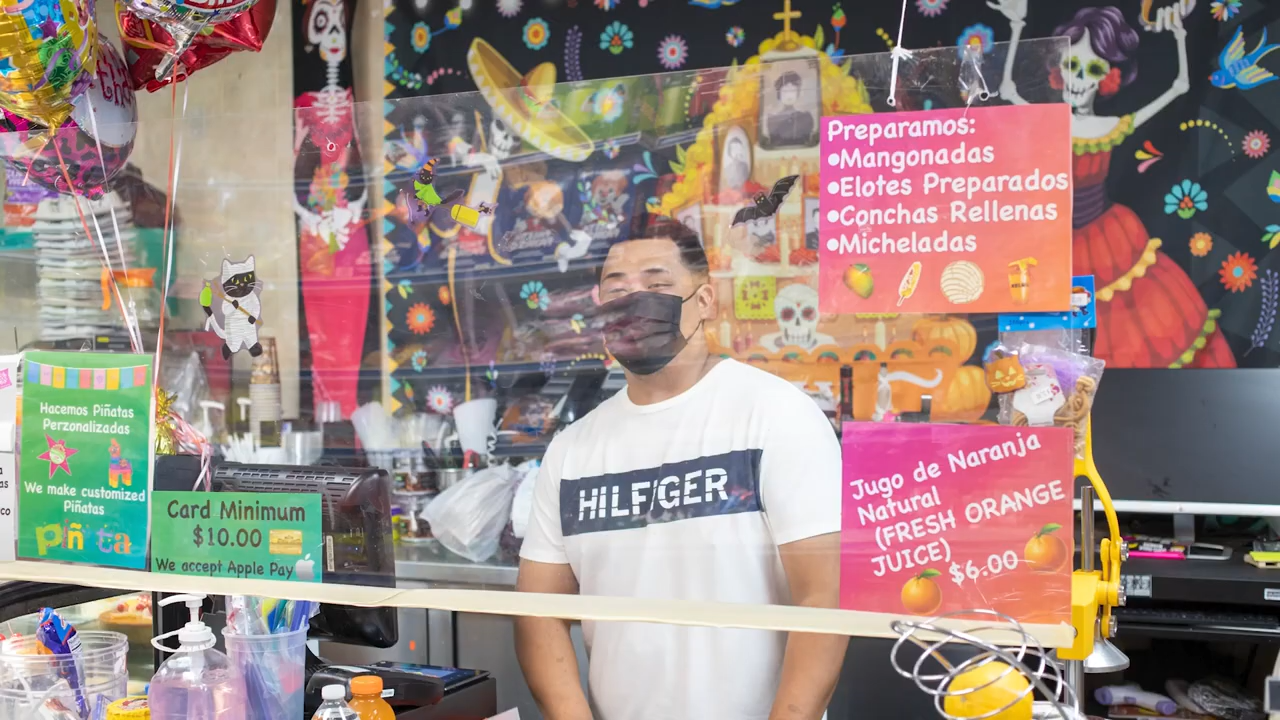 Preparamos:
•Mangonadas
•Elotes Preparados
•Conchas Rellenas
•Micheladas
Hacemos Piñatas
Perzonalizadas
We make customized
Piñatas
piñata
Card Minimum
$10.00
We accept Apple Pay
HILFIGER
Jugo de Naranja
Natural
(FRESH ORANGE
JUICE)
$6.00